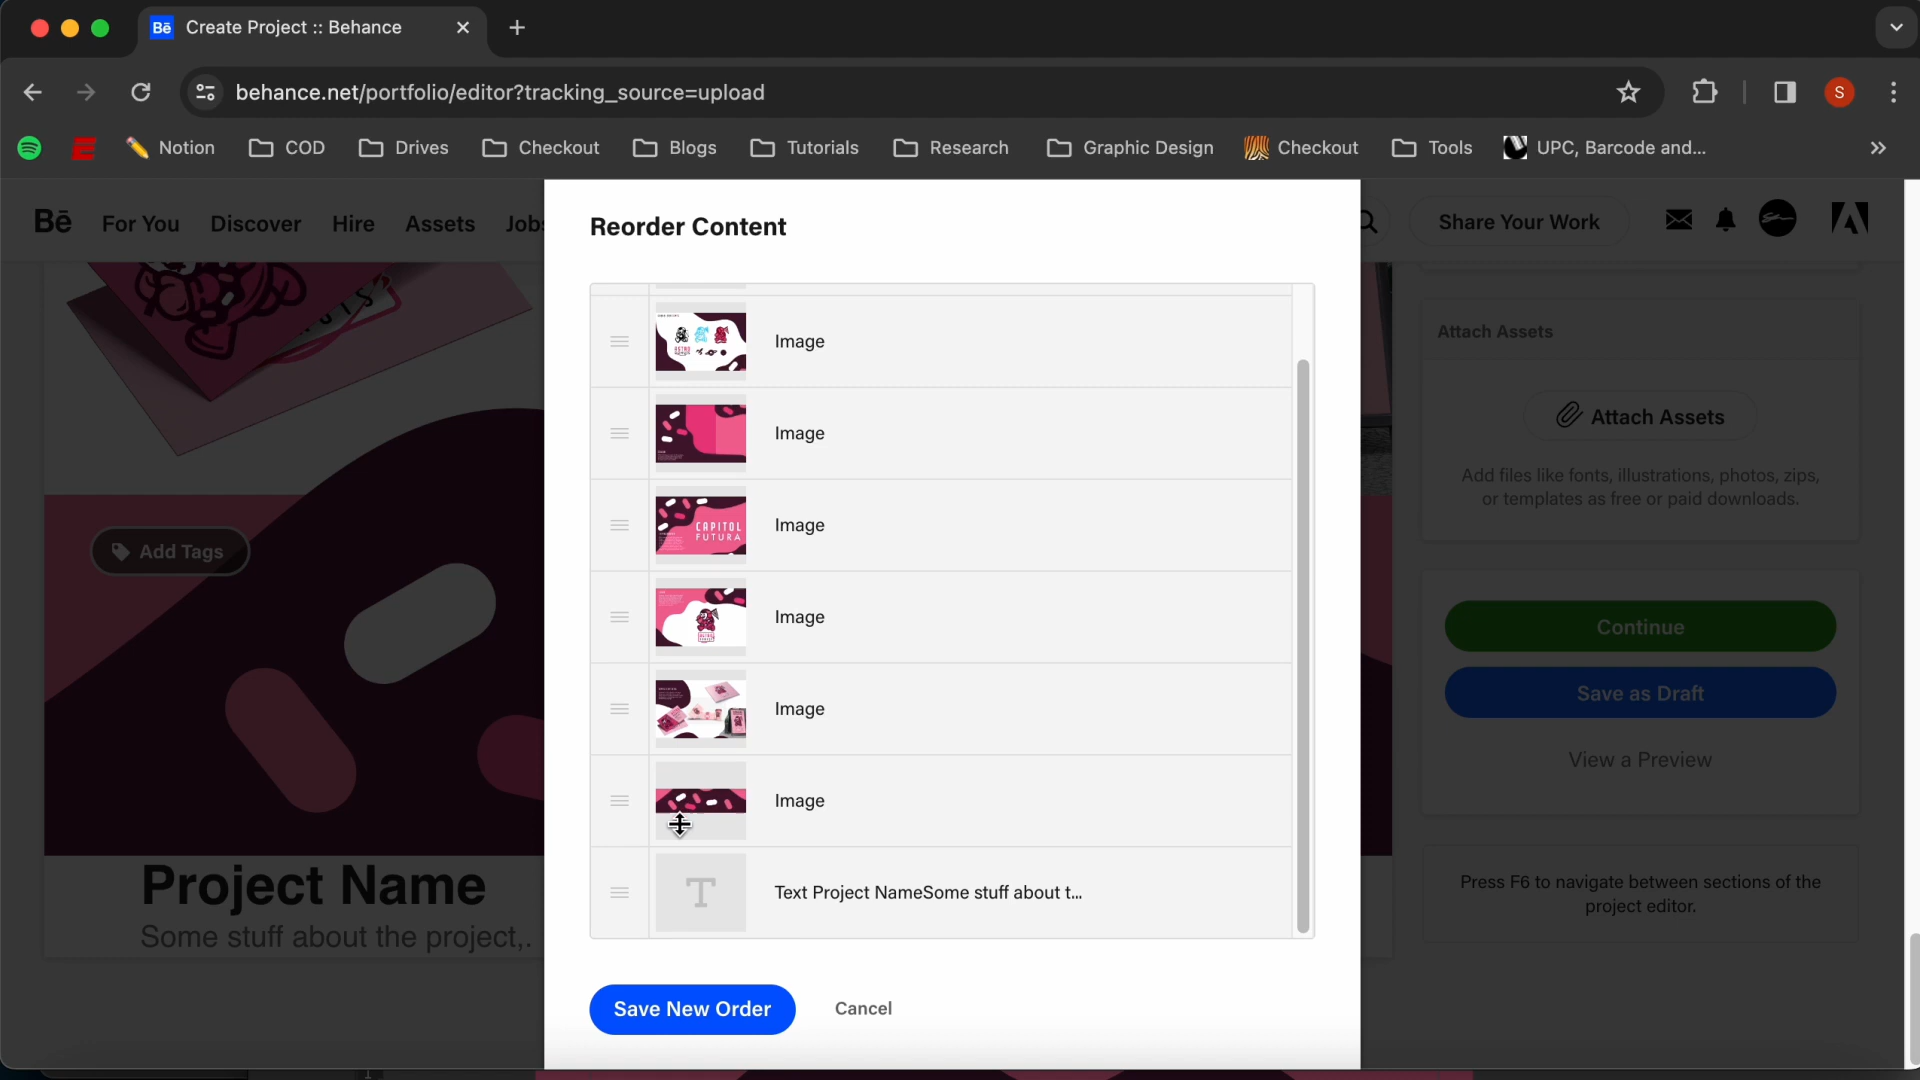 Bē Create Project :: Behance
behance.net/portfolio/editor?tracking_source=upload
S
Notion COD Drives Checkout Blogs Tutorials Research Graphic Design Checkout Tools UPC, Barcode and...
Bē For You Discover Hire Assets Jobs Share Your Work
Reorder Content
Image
Image
Image
CAPITOL
FUTURA
Image
Image
Image
T Text Project NameSome stuff about t...
Save New Order Cancel
Add Tags
Project Name
Some stuff about the project,.
Attach Assets
Attach Assets
Add files like fonts, illustrations, photos, zips,
or templates as free or paid downloads.
Continue
Save as Draft
View a Preview
Press F6 to navigate between sections of the
project editor.